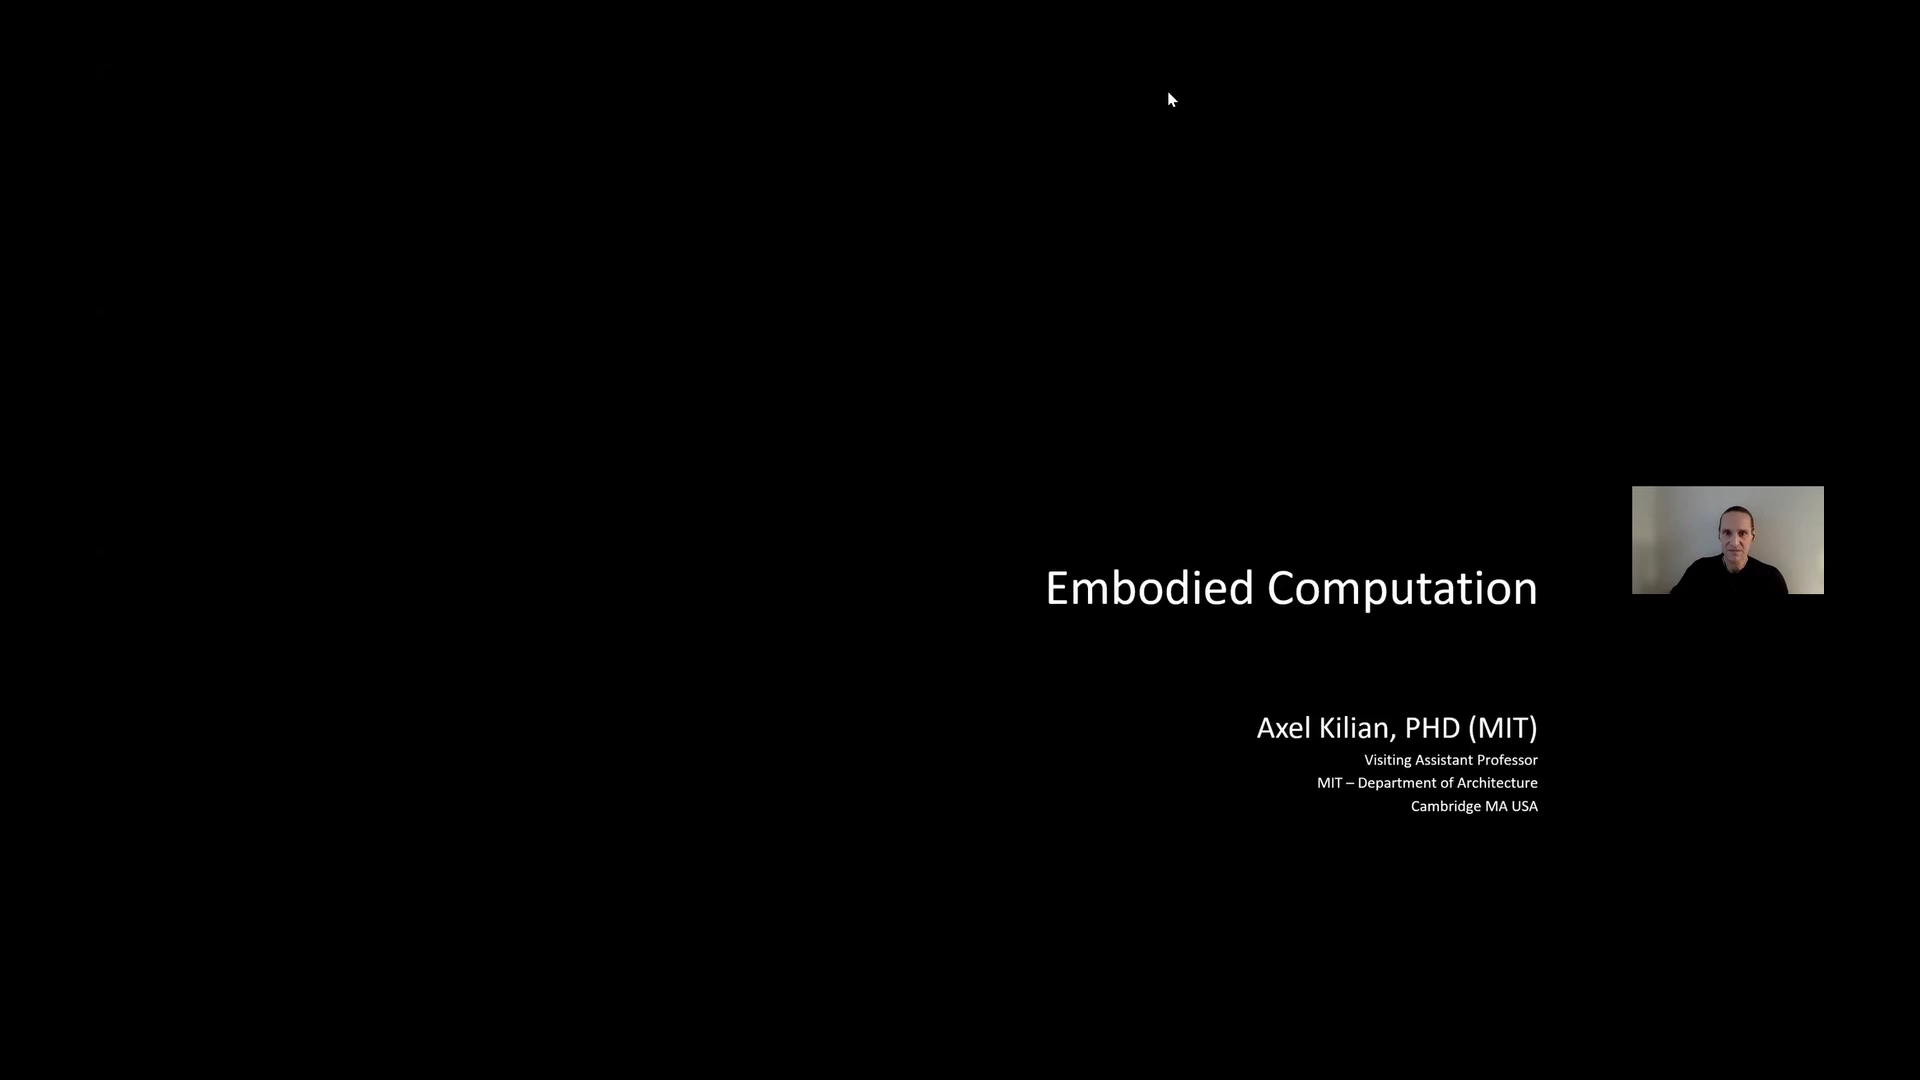 Embodied Computation
Axel Kilian, PHD (MIT)
Visiting Assistant Professor
MIT – Department of Architecture
Cambridge MA USA